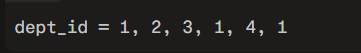 dept_id = 1, 2, 3, 1, 4, 1